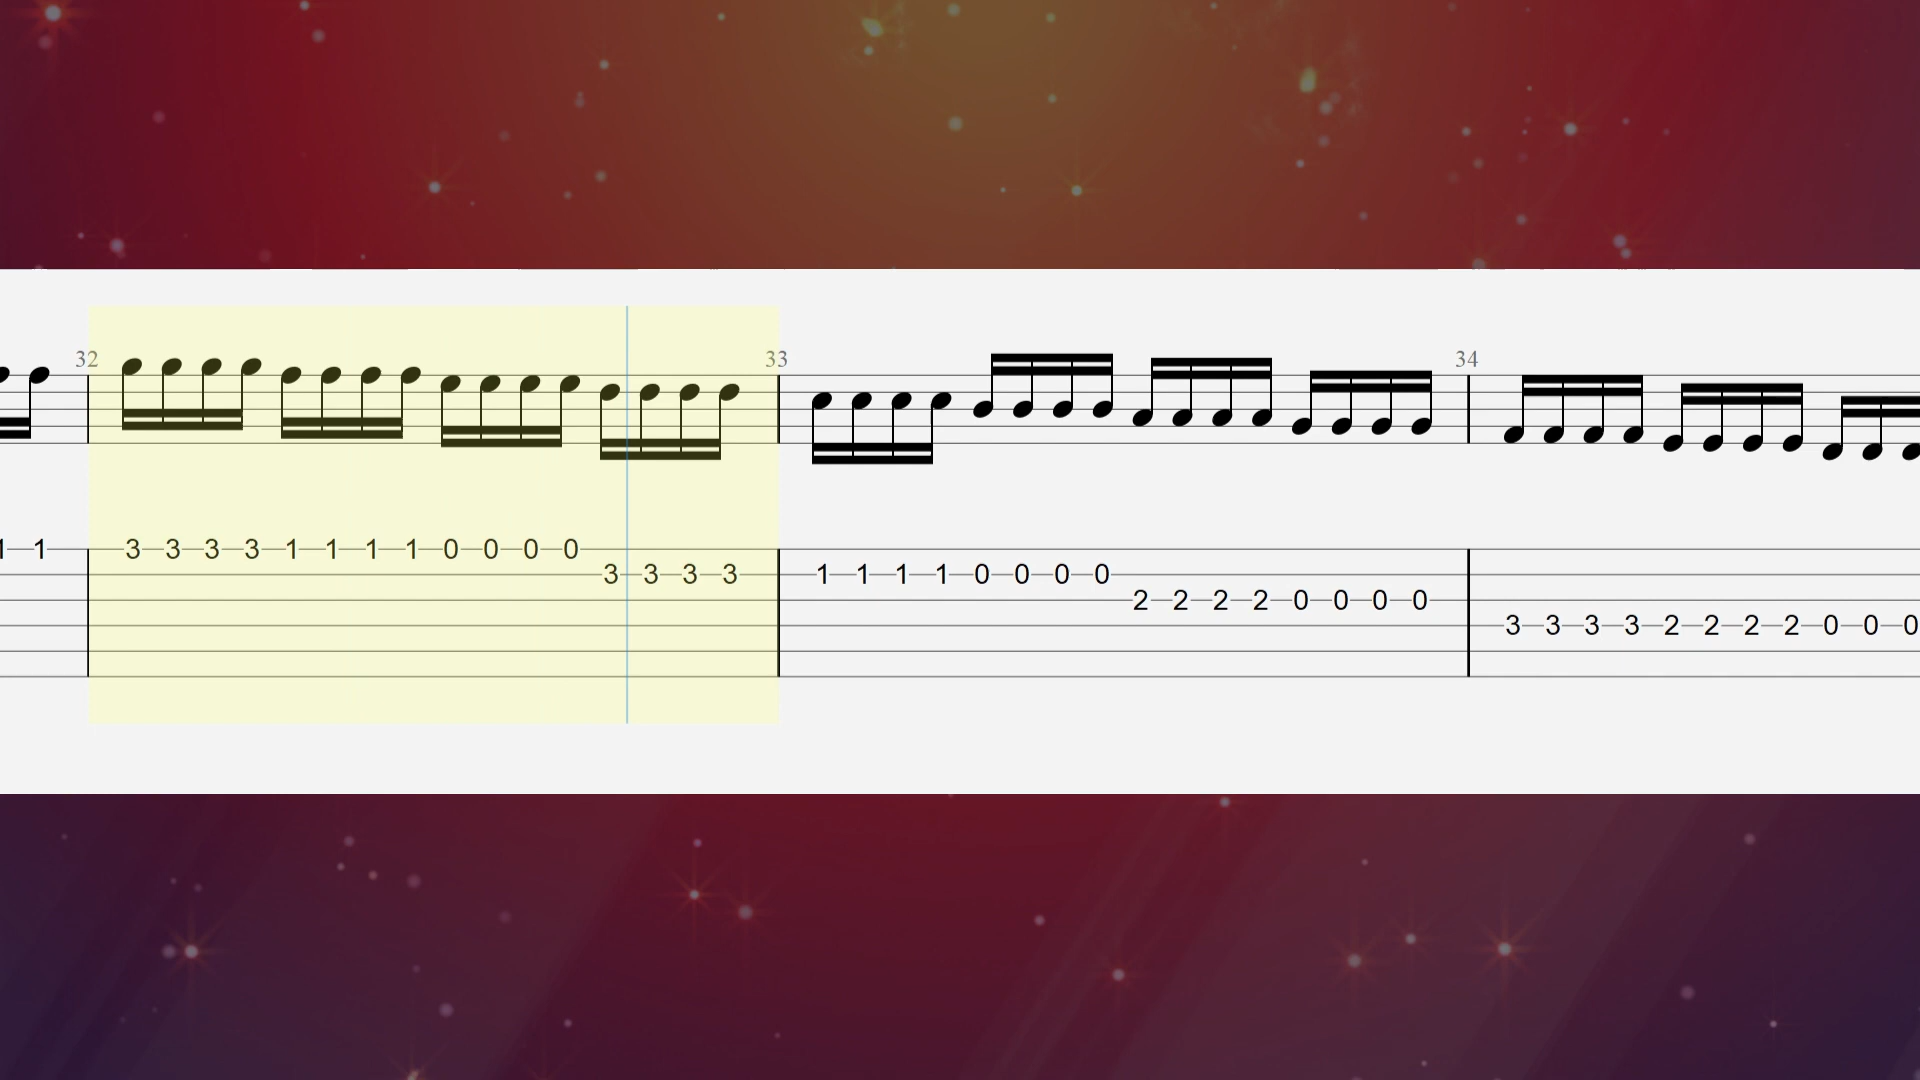 32 33 34
1 1 3 3 3 3 1 1 1 1 0 0 0 0
3 3 3 3 1 1 1 1 0 0 0 0
2 2 2 2 0 0 0 0
3 3 3 3 2 2 2 2 0 0 0